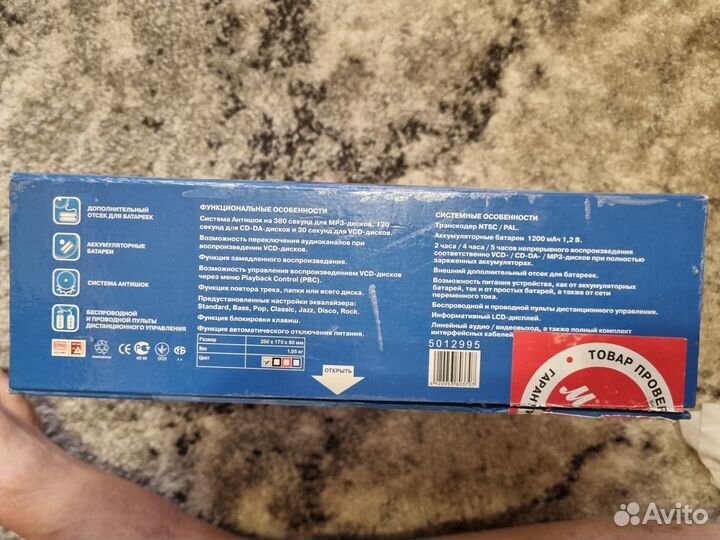 ДОПОЛНИТЕЛЬНЫЙ
ОТСЕК ДЛЯ БАТАРЕЕК
АККУМУЛЯТОРНЫЕ
БАТАРЕИ
СИСТЕМА АНТИШОК
БЕСПРОВОДНОЙ
И ПРОВОДНОЙ ПУЛЬТЫ
ДИСТАНЦИОННОГО УПРАВЛЕНИЯ
ФУНКЦИОНАЛЬНЫЕ ОСОБЕННОСТИ
Система Антишок на 380 секунд для MP3-дисков, 120
секунд для CD-DA-дисков и 30 секунд для VCD-дисков.
Возможность переключения аудиоканалов при
воспроизведении VCD-дисков.
Функция замедленного воспроизведения.
Возможность управления воспроизведением VCD-дисков
через меню Playback Control (PBC).
Функция повтора трека, папки или всего диска.
Предустановленные настройки эквалайзера:
Standard, Bass, Pop, Classic, Jazz, Disco, Rock.
Функция блокировки клавиш.
Функция автоматического отключения питания.
Размер 250 x 170 x 80 мм
Вес 1,05 кг
Цвет
ОТКРЫТЬ
СИСТЕМНЫЕ ОСОБЕННОСТИ
Транскодер NTSC / PAL.
Аккумуляторные батареи 1200 мАч 1,2 В.
2 часа / 4 часа / 5 часов непрерывного воспроизведения
соответственно VCD- / CD-DA- / MP3-дисков при полностью
заряженных аккумуляторах.
Внешний дополнительный отсек для батареек.
Возможность питания устройства, как от аккумуляторных
батарей, так и от простых батареек, а также от сети
переменного тока.
Беспроводной и проводной пульты дистанционного управления.
Информативный LCD-дисплей.
Линейный аудио / видеовыход, а также полный комплект
интерфейсных кабелей
5012995
ТОВАР ПРОВЕРЕ
ГАРАНТ
Avito